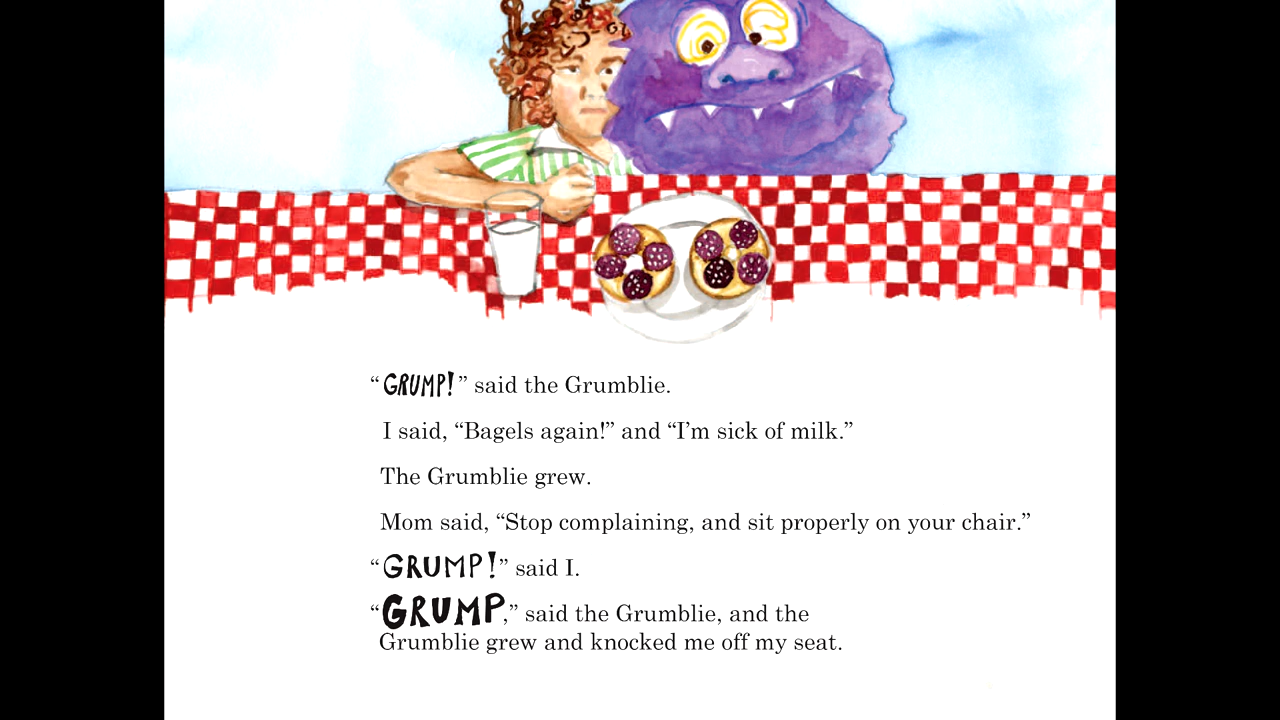 “GRUMP!” said the Grumblie.
I said, “Bagels again!” and “I’m sick of milk.”
The Grumblie grew.
Mom said, “Stop complaining, and sit properly on your chair.”
“GRUMP!” said I.
“GRUMP,” said the Grumblie, and the
Grumblie grew and knocked me off my seat.